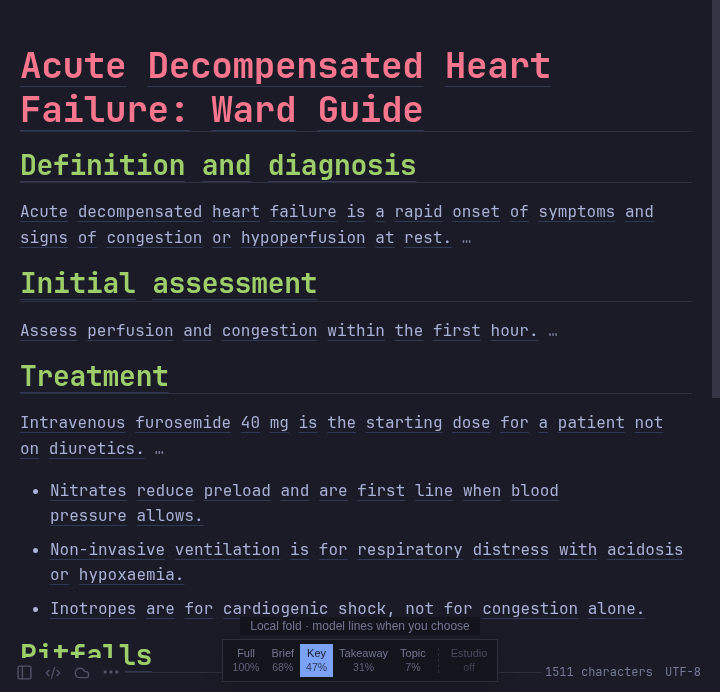 Acute Decompensated Heart
Failure: Ward Guide
Definition and diagnosis
Acute decompensated heart failure is a rapid onset of symptoms and
signs of congestion or hypoperfusion at rest. …
Initial assessment
Assess perfusion and congestion within the first hour. …
Treatment
Intravenous furosemide 40 mg is the starting dose for a patient not
on diuretics. …
• Nitrates reduce preload and are first line when blood
pressure allows.
• Non-invasive ventilation is for respiratory distress with acidosis
or hypoxaemia.
• Inotropes are for cardiogenic shock, not for congestion alone.
Local fold · model lines when you choose
Pitfalls
Full Brief Key Takeaway Topic Estudio
100% 68% 47% 31% 7% off
1511 characters UTF-8